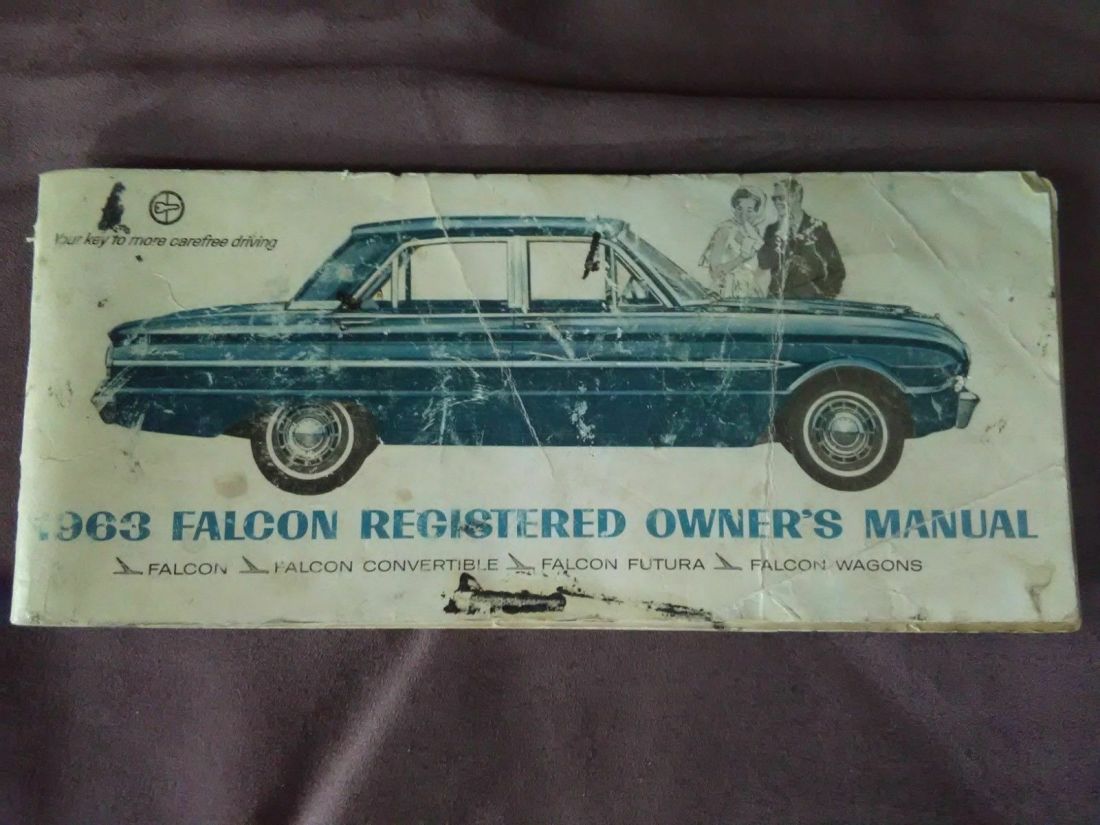 Your key to more carefree driving
1963 FALCON REGISTERED OWNER'S MANUAL
FALCON FALCON CONVERTIBLE FALCON FUTURA FALCON WAGONS